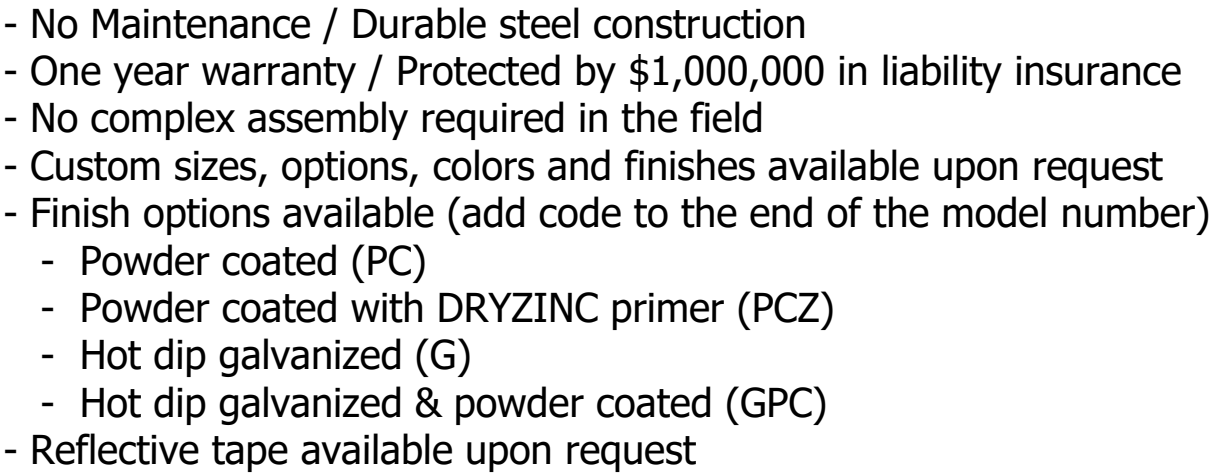 - No Maintenance / Durable steel construction
- One year warranty / Protected by $1,000,000 in liability insurance
- No complex assembly required in the field
- Custom sizes, options, colors and finishes available upon request
- Finish options available (add code to the end of the model number)
- Powder coated (PC)
- Powder coated with DRYZINC primer (PCZ)
- Hot dip galvanized (G)
- Hot dip galvanized & powder coated (GPC)
- Reflective tape available upon request